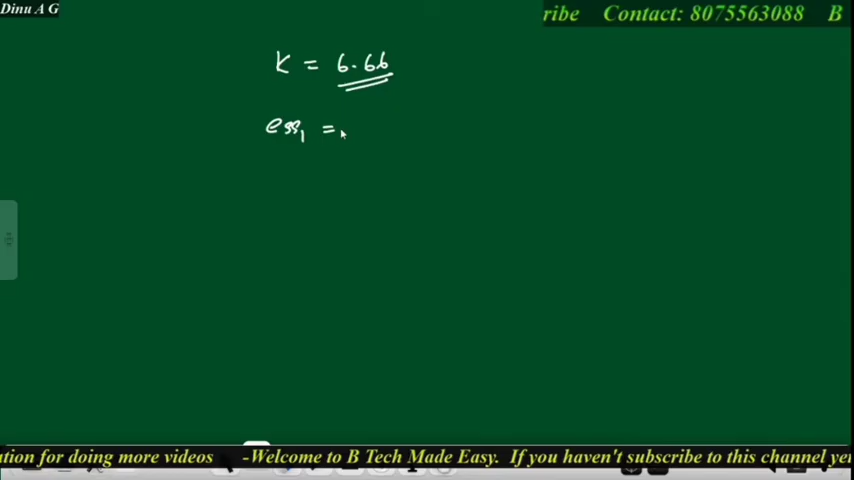 Dinu A G
ribe Contact: 8075563088 B
K = 6.66
ess1 =
ation for doing more videos -Welcome to B Tech Made Easy. If you haven't subscribe to this channel yet